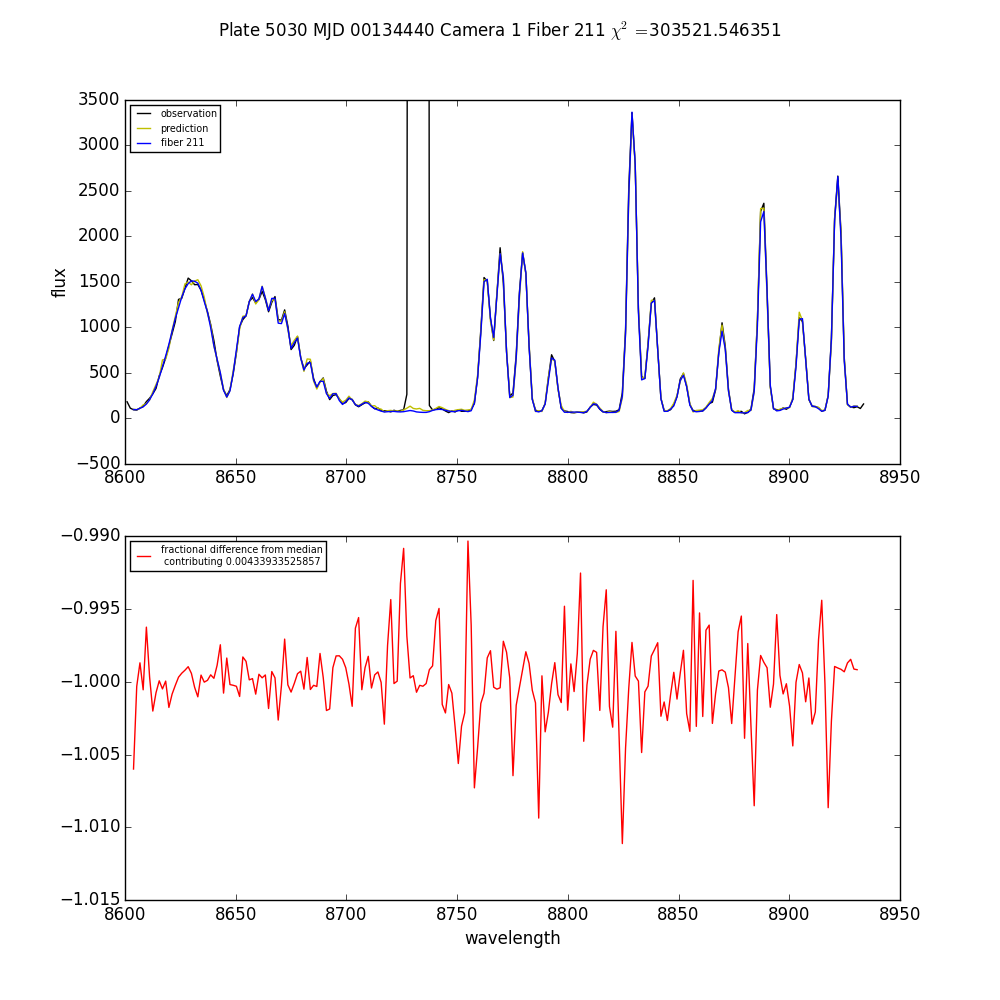 Plate 5030 MJD 00134440 Camera 1 Fiber 211 χ² =303521.546351
3500
3000
2500
2000
1500
1000
500
0
−500
flux
observation
prediction
fiber 211
8600 8650 8700 8750 8800 8850 8900 8950
−0.990
−0.995
−1.000
−1.005
−1.010
−1.015
fractional difference from median
contributing 0.00433933525857
8600 8650 8700 8750 8800 8850 8900 8950
wavelength